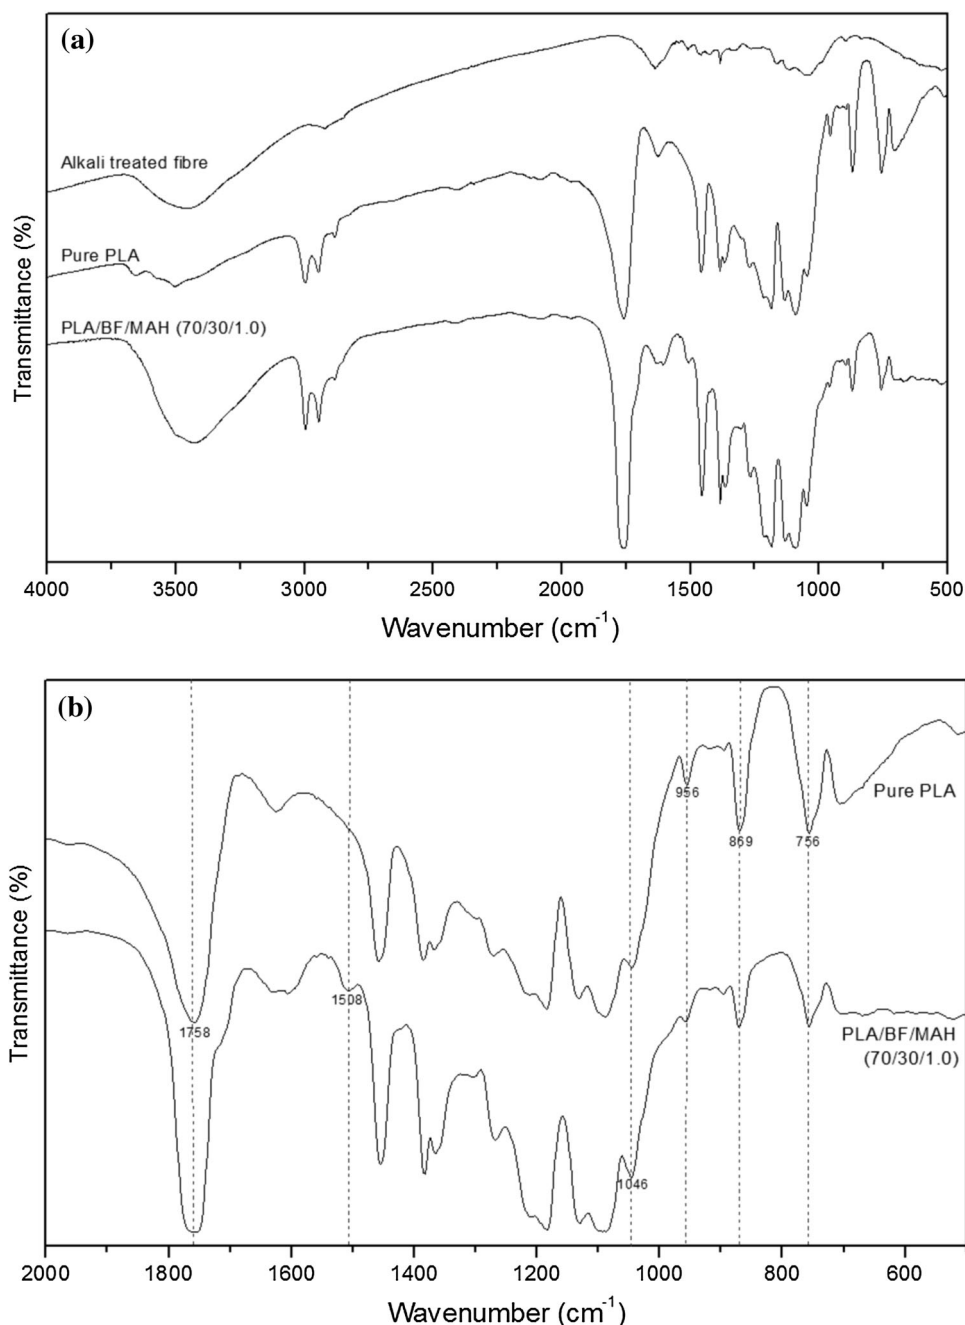 (a)
Alkali treated fibre
Pure PLA
PLA/BF/MAH (70/30/1.0)
Transmittance (%)
4000 3500 3000 2500 2000 1500 1000 500
Wavenumber (cm⁻¹)
(b)
956
Pure PLA
869
756
1758
1508
PLA/BF/MAH
(70/30/1.0)
1046
Transmittance (%)
2000 1800 1600 1400 1200 1000 800 600
Wavenumber (cm⁻¹)